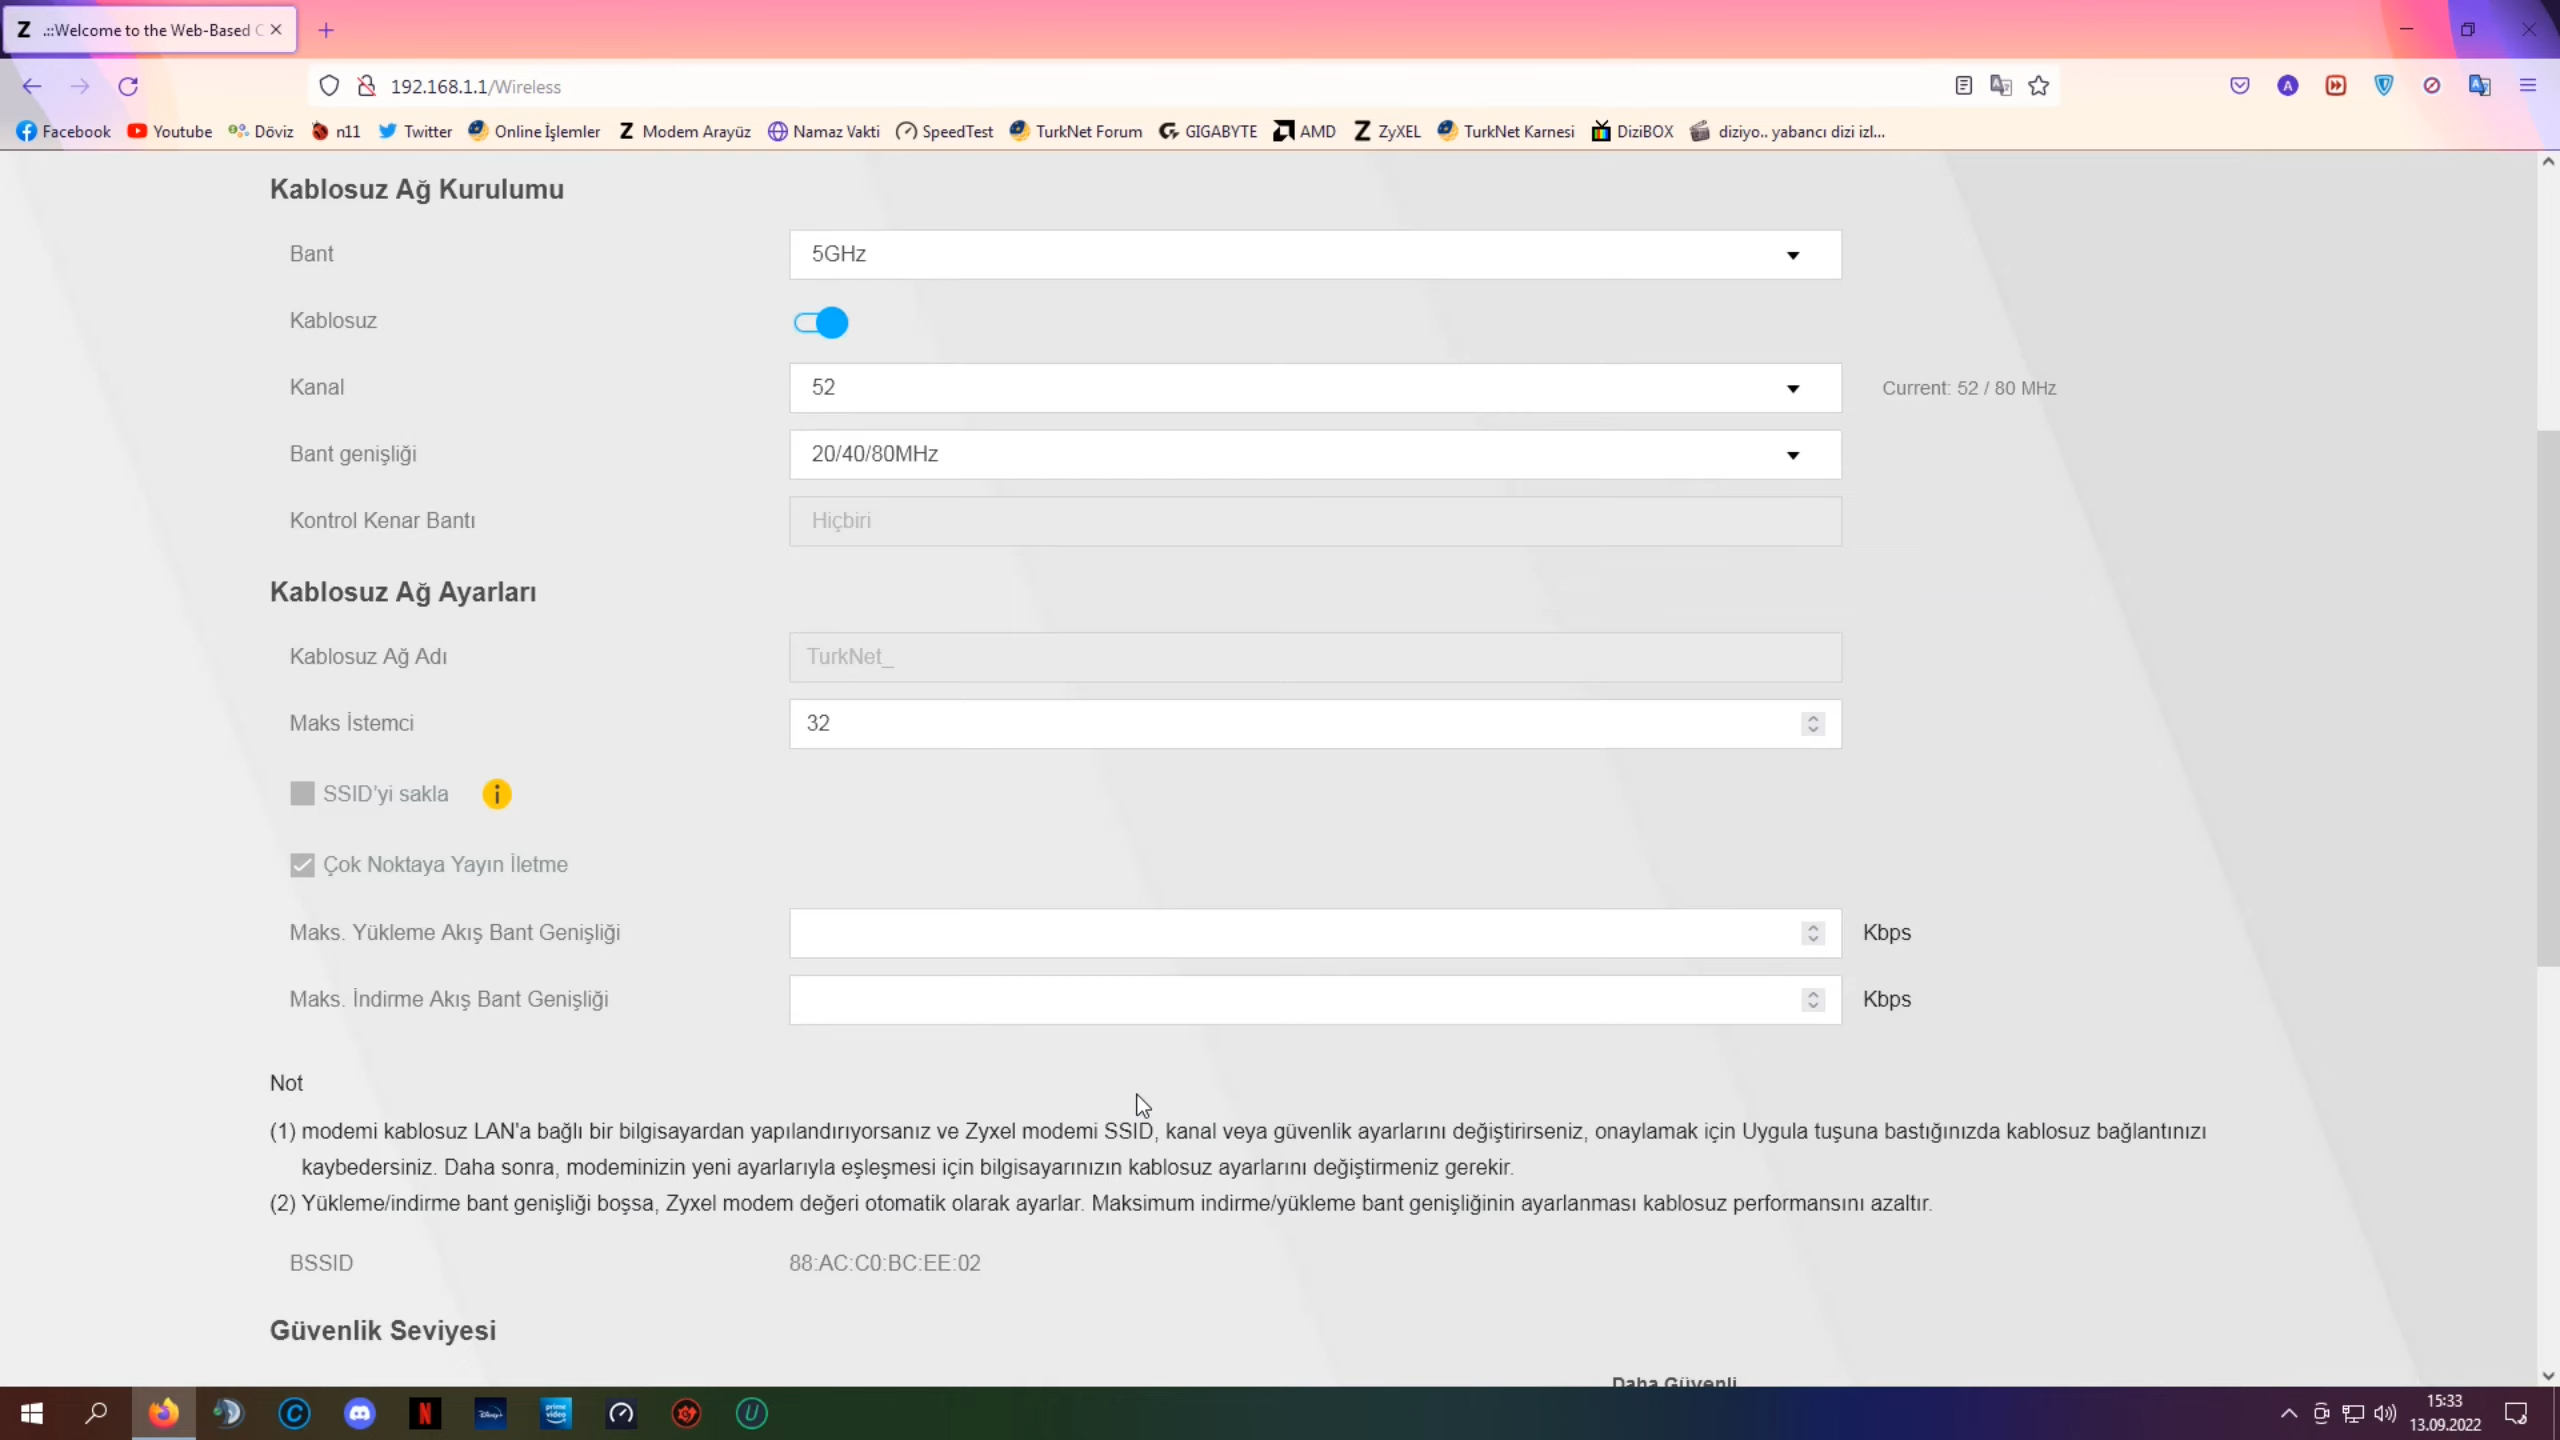 Z .::Welcome to the Web-Based C
192.168.1.1/Wireless
A
Facebook Youtube Döviz n11 Twitter Online İşlemler Z Modem Arayüz Namaz Vakti SpeedTest TurkNet Forum GIGABYTE AMD Z ZyXEL TurkNet Karnesi DiziBOX diziyo.. yabancı dizi izl...
Kablosuz Ağ Kurulumu
Bant 5GHz
Kablosuz
Kanal 52 Current: 52 / 80 MHz
Bant genişliği 20/40/80MHz
Kontrol Kenar Bantı Hiçbiri
Kablosuz Ağ Ayarları
Kablosuz Ağ Adı TurkNet_
Maks İstemci 32
SSID'yi sakla i
Çok Noktaya Yayın İletme
Maks. Yükleme Akış Bant Genişliği Kbps
Maks. İndirme Akış Bant Genişliği Kbps
Not
(1) modemi kablosuz LAN'a bağlı bir bilgisayardan yapılandırıyorsanız ve Zyxel modemi SSID, kanal veya güvenlik ayarlarını değiştirirseniz, onaylamak için Uygula tuşuna bastığınızda kablosuz bağlantınızı
kaybedersiniz. Daha sonra, modeminizin yeni ayarlarıyla eşleşmesi için bilgisayarınızın kablosuz ayarlarını değiştirmeniz gerekir.
(2) Yükleme/indirme bant genişliği boşsa, Zyxel modem değeri otomatik olarak ayarlar. Maksimum indirme/yükleme bant genişliğinin ayarlanması kablosuz performansını azaltır.
BSSID 88:AC:C0:BC:EE:02
Güvenlik Seviyesi
Daha Güvenli
C N Disney+ prime video U
15:33
13.09.2022